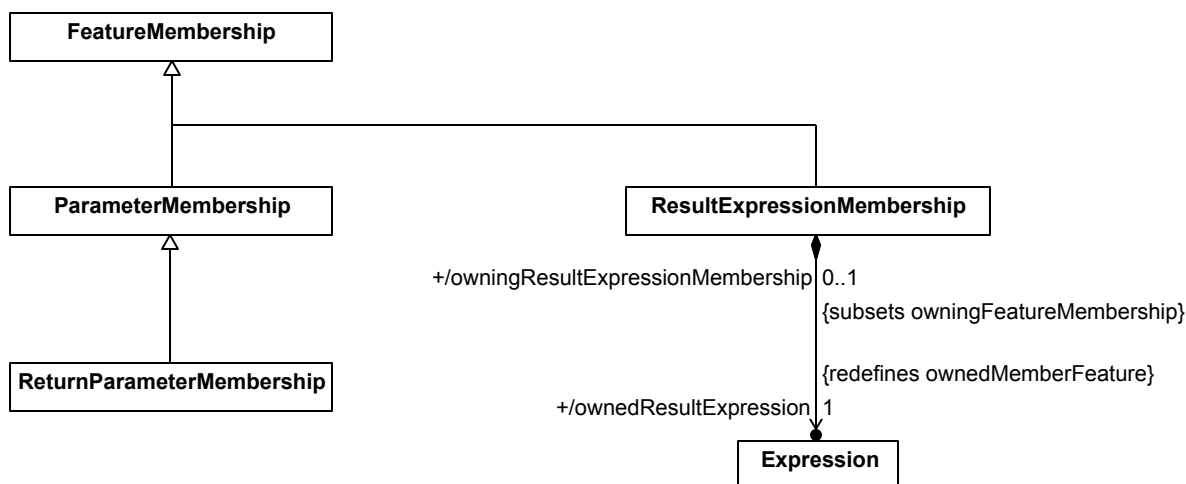 FeatureMembership
ParameterMembership
ResultExpressionMembership
+/owningResultExpressionMembership 0..1
{subsets owningFeatureMembership}
ReturnParameterMembership
{redefines ownedMemberFeature}
+/ownedResultExpression 1
Expression